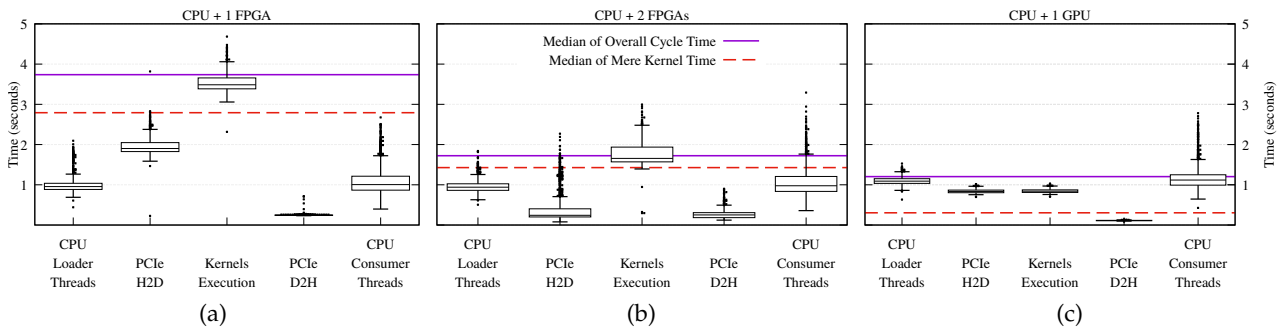 CPU + 1 FPGA
CPU + 2 FPGAs
CPU + 1 GPU
Time (seconds)
5
4
3
2
1
Median of Overall Cycle Time
Median of Mere Kernel Time
5
4
3
2
1
Time (seconds)
CPU Loader Threads
PCIe H2D
Kernels Execution
PCIe D2H
CPU Consumer Threads
(a)
CPU Loader Threads
PCIe H2D
Kernels Execution
PCIe D2H
CPU Consumer Threads
(b)
CPU Loader Threads
PCIe H2D
Kernels Execution
PCIe D2H
CPU Consumer Threads
(c)